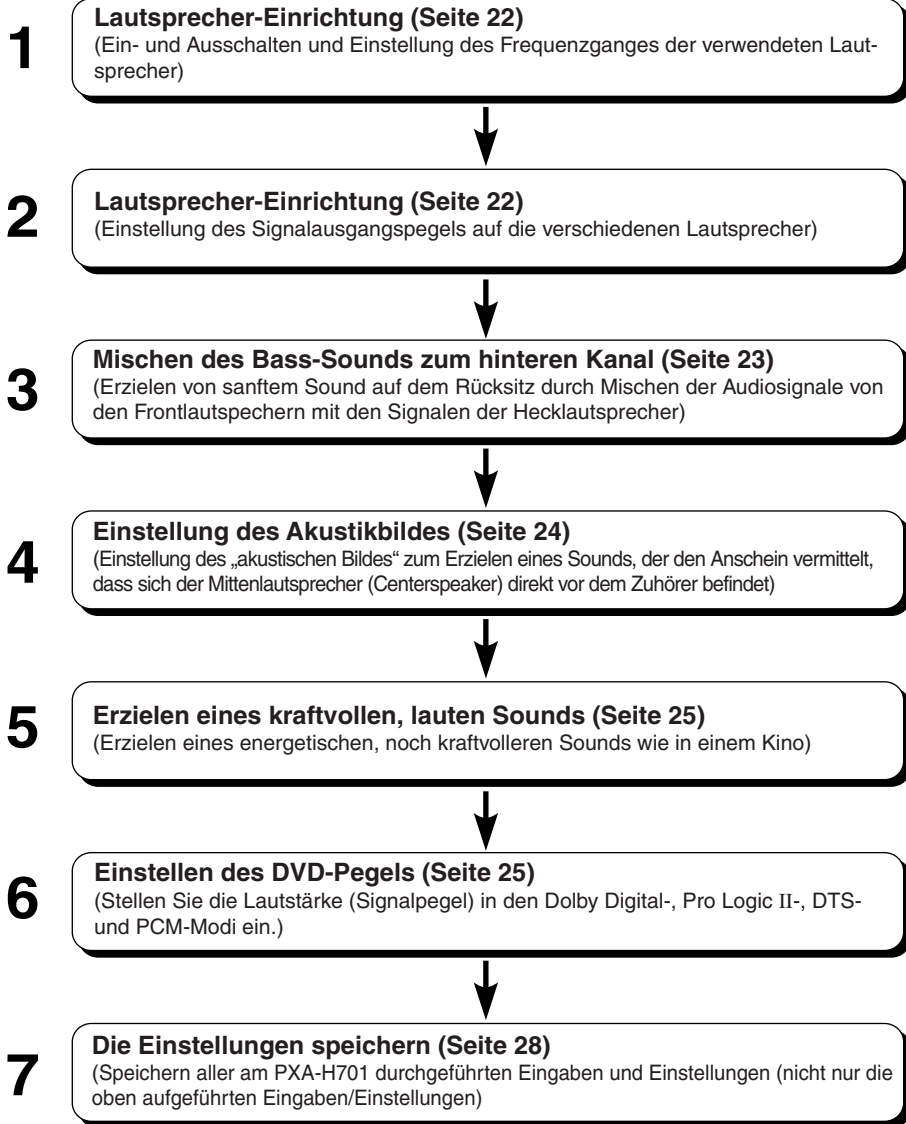 1
Lautsprecher-Einrichtung (Seite 22)
(Ein- und Ausschalten und Einstellung des Frequenzganges der verwendeten Laut-
sprecher)
2
Lautsprecher-Einrichtung (Seite 22)
(Einstellung des Signalausgangspegels auf die verschiedenen Lautsprecher)
3
Mischen des Bass-Sounds zum hinteren Kanal (Seite 23)
(Erzielen von sanftem Sound auf dem Rücksitz durch Mischen der Audiosignale von
den Frontlautspechern mit den Signalen der Hecklautsprecher)
4
Einstellung des Akustikbildes (Seite 24)
(Einstellung des „akustischen Bildes“ zum Erzielen eines Sounds, der den Anschein vermittelt,
dass sich der Mittenlautsprecher (Centerspeaker) direkt vor dem Zuhörer befindet)
5
Erzielen eines kraftvollen, lauten Sounds (Seite 25)
(Erzielen eines energetischen, noch kraftvolleren Sounds wie in einem Kino)
6
Einstellen des DVD-Pegels (Seite 25)
(Stellen Sie die Lautstärke (Signalpegel) in den Dolby Digital-, Pro Logic II-, DTS-
und PCM-Modi ein.)
7
Die Einstellungen speichern (Seite 28)
(Speichern aller am PXA-H701 durchgeführten Eingaben und Einstellungen (nicht nur die
oben aufgeführten Eingaben/Einstellungen)